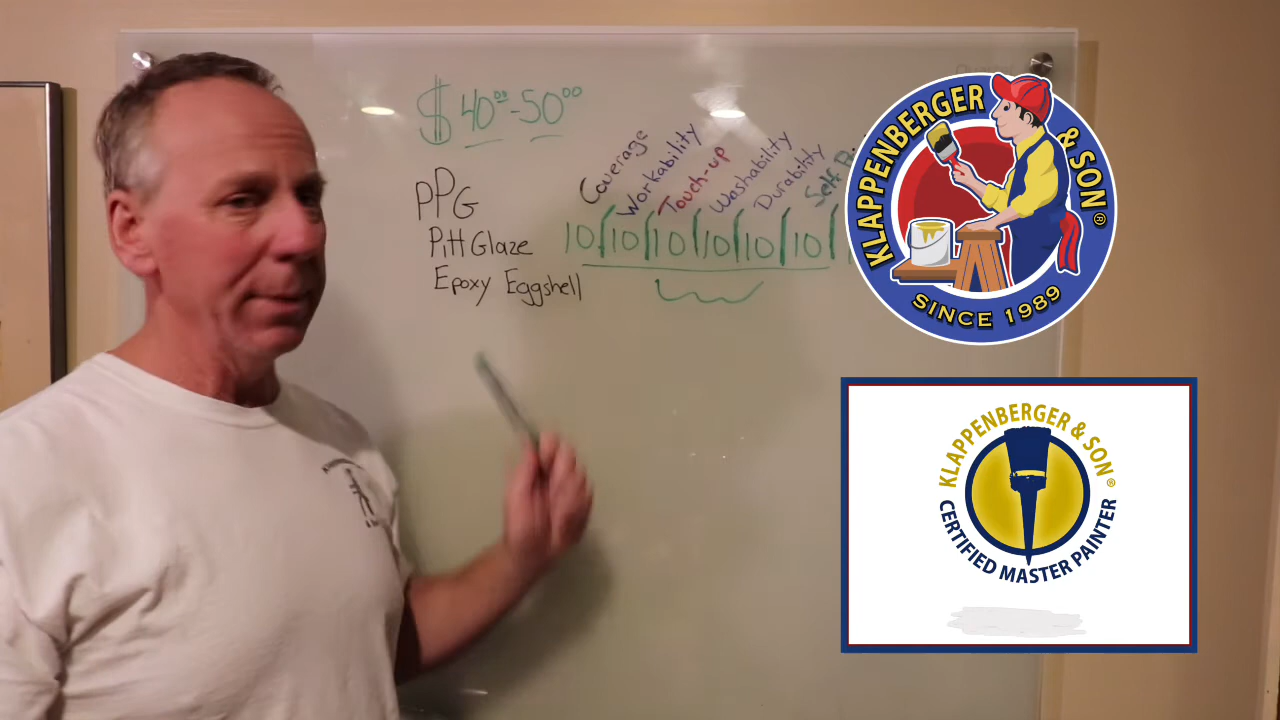 $40⁰⁰-50⁰⁰
Coverage
Workability
Touch-up
Washability
Durability
Self-
PPG
Pitt Glaze
Epoxy Eggshell
10/10/10/10/10/10/
KLAPPENBERGER & SON®
SINCE 1989
KLAPPENBERGER & SON®
CERTIFIED MASTER PAINTER